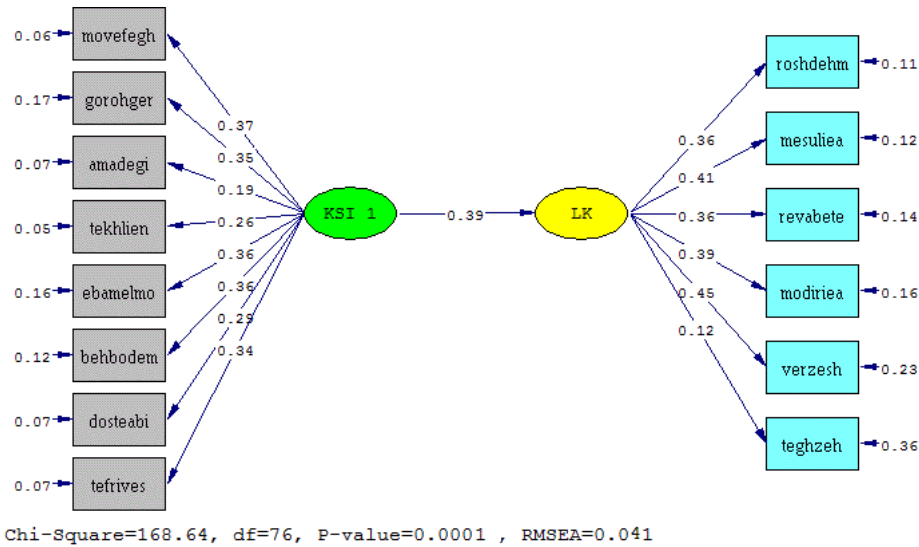 0.06 movefegh
0.17 gorohger
0.07 amadegi
0.05 tekhlien
0.16 ebamelmo
0.12 behbodem
0.07 dosteabi
0.07 tefrives
0.37
0.35
0.19
0.26
0.36
0.36
0.29
0.34
KSI 1
0.39
LK
0.36
0.41
0.36
0.39
0.45
0.12
roshdehm 0.11
mesuliea 0.12
revabete 0.14
modiriea 0.16
verzesh 0.23
teghzeh 0.36
Chi-Square=168.64, df=76, P-value=0.0001 , RMSEA=0.041